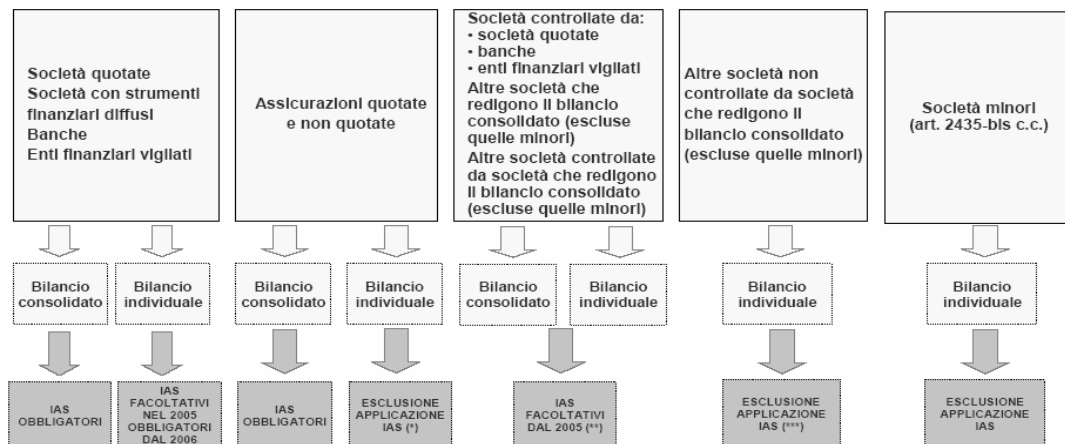 Società quotate
Società con strumenti
finanziari diffusi
Banche
Enti finanziari vigilati
Assicurazioni quotate
e non quotate
Società controllate da:
• società quotate
• banche
• enti finanziari vigilati
Altre società che
redigono il bilancio
consolidato (escluse
quelle minori)
Altre società controllate
da società che redigono
il bilancio consolidato
(escluse quelle minori)
Altre società non
controllate da società
che redigono il
bilancio consolidato
(escluse quelle minori)
Società minori
(art. 2435-bis c.c.)
Bilancio
consolidato
Bilancio
individuale
Bilancio
consolidato
Bilancio
individuale
Bilancio
consolidato
Bilancio
individuale
Bilancio
individuale
Bilancio
individuale
IAS
OBBLIGATORI
IAS
FACOLTATIVI
NEL 2005
OBBLIGATORI
DAL 2006
IAS
OBBLIGATORI
ESCLUSIONE
APPLICAZIONE
IAS (*)
IAS
FACOLTATIVI
DAL 2005 (**)
ESCLUSIONE
APPLICAZIONE
IAS (***)
ESCLUSIONE
APPLICAZIONE
IAS